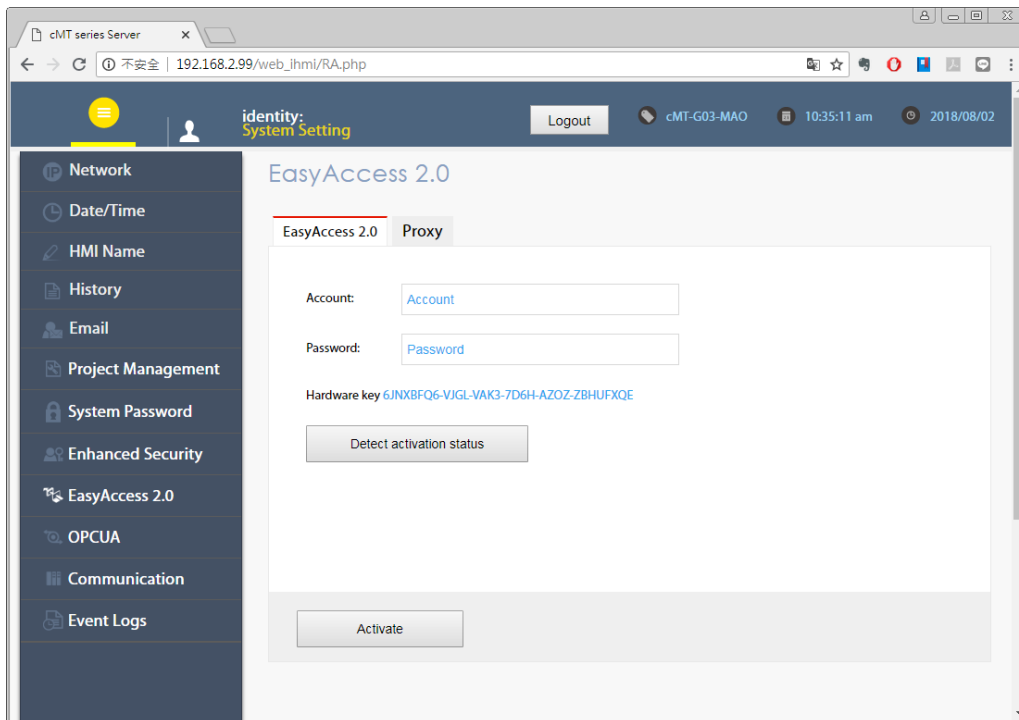 cMT series Server
不安全 192.168.2.99/web_ihmi/RA.php
identity:
System Setting
Logout
cMT-G03-MAO
10:35:11 am
2018/08/02
Network
Date/Time
HMI Name
History
Email
Project Management
System Password
Enhanced Security
EasyAccess 2.0
OPCUA
Communication
Event Logs
EasyAccess 2.0
EasyAccess 2.0 Proxy
Account: Account
Password: Password
Hardware key 6JNXBFQ6-VJGL-VAK3-7D6H-AZOZ-ZBHUFXQE
Detect activation status
Activate